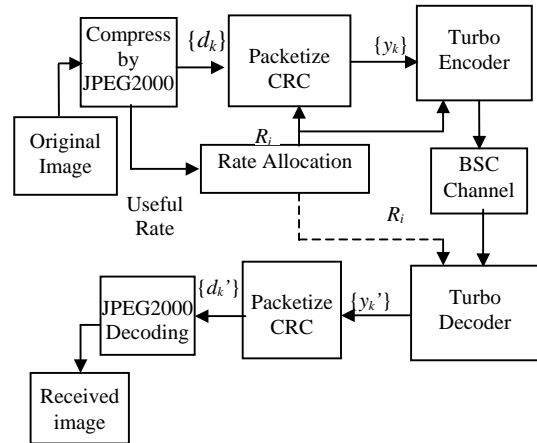 Compress
by
JPEG2000
{d_k}
Packetize
CRC
{y_k}
Turbo
Encoder
Original
Image
R_i
Rate Allocation
BSC
Channel
Useful
Rate
R_i
{d_k'}
{y_k'}
JPEG2000
Decoding
Packetize
CRC
Turbo
Decoder
Received
image